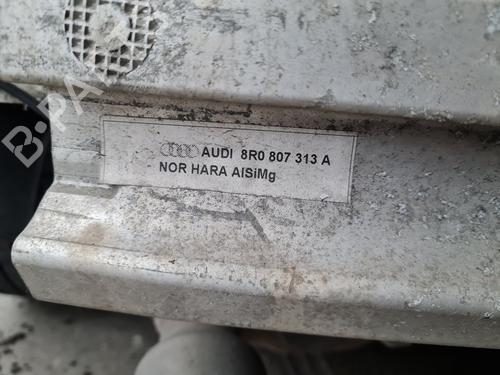 AUDI 8R0 807 313 A
NOR HARA AlSiMg
B-PARTS